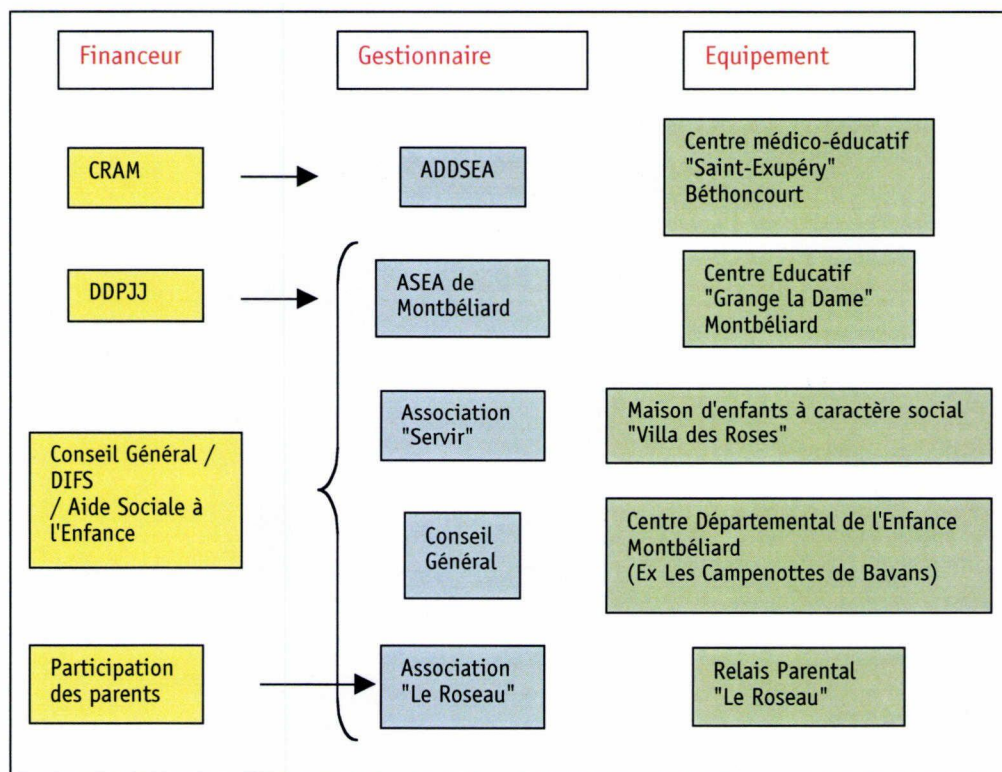 Financeur
Gestionnaire
Equipement
CRAM
ADDSEA
Centre médico-éducatif
"Saint-Exupéry"
Béthoncourt
DDPJJ
ASEA de
Montbéliard
Centre Educatif
"Grange la Dame"
Montbéliard
Conseil Général /
DIFS
/ Aide Sociale à
l'Enfance
Association
"Servir"
Maison d'enfants à caractère social
"Villa des Roses"
Conseil
Général
Centre Départemental de l'Enfance
Montbéliard
(Ex Les Campenottes de Bavans)
Participation
des parents
Association
"Le Roseau"
Relais Parental
"Le Roseau"